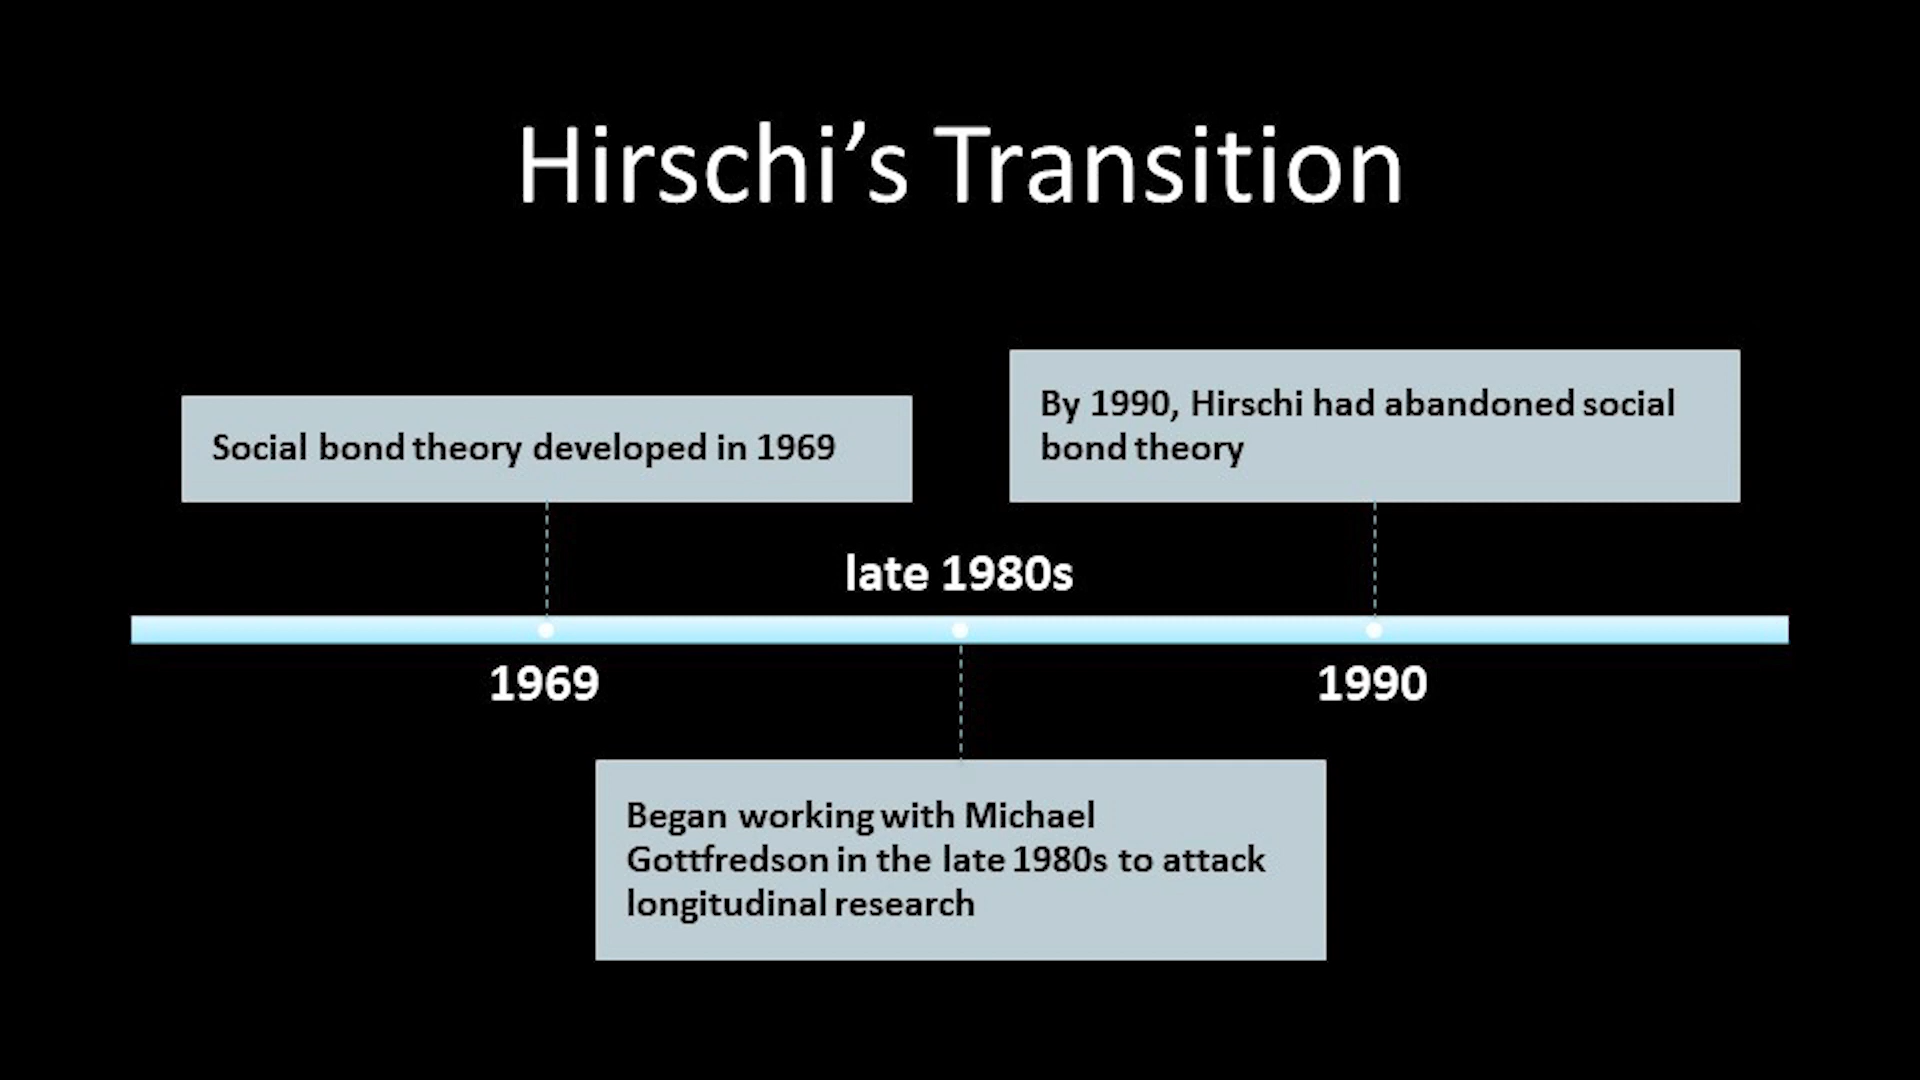 Hirschi’s Transition
Social bond theory developed in 1969
By 1990, Hirschi had abandoned social
bond theory
late 1980s
1969
1990
Began working with Michael
Gottfredson in the late 1980s to attack
longitudinal research